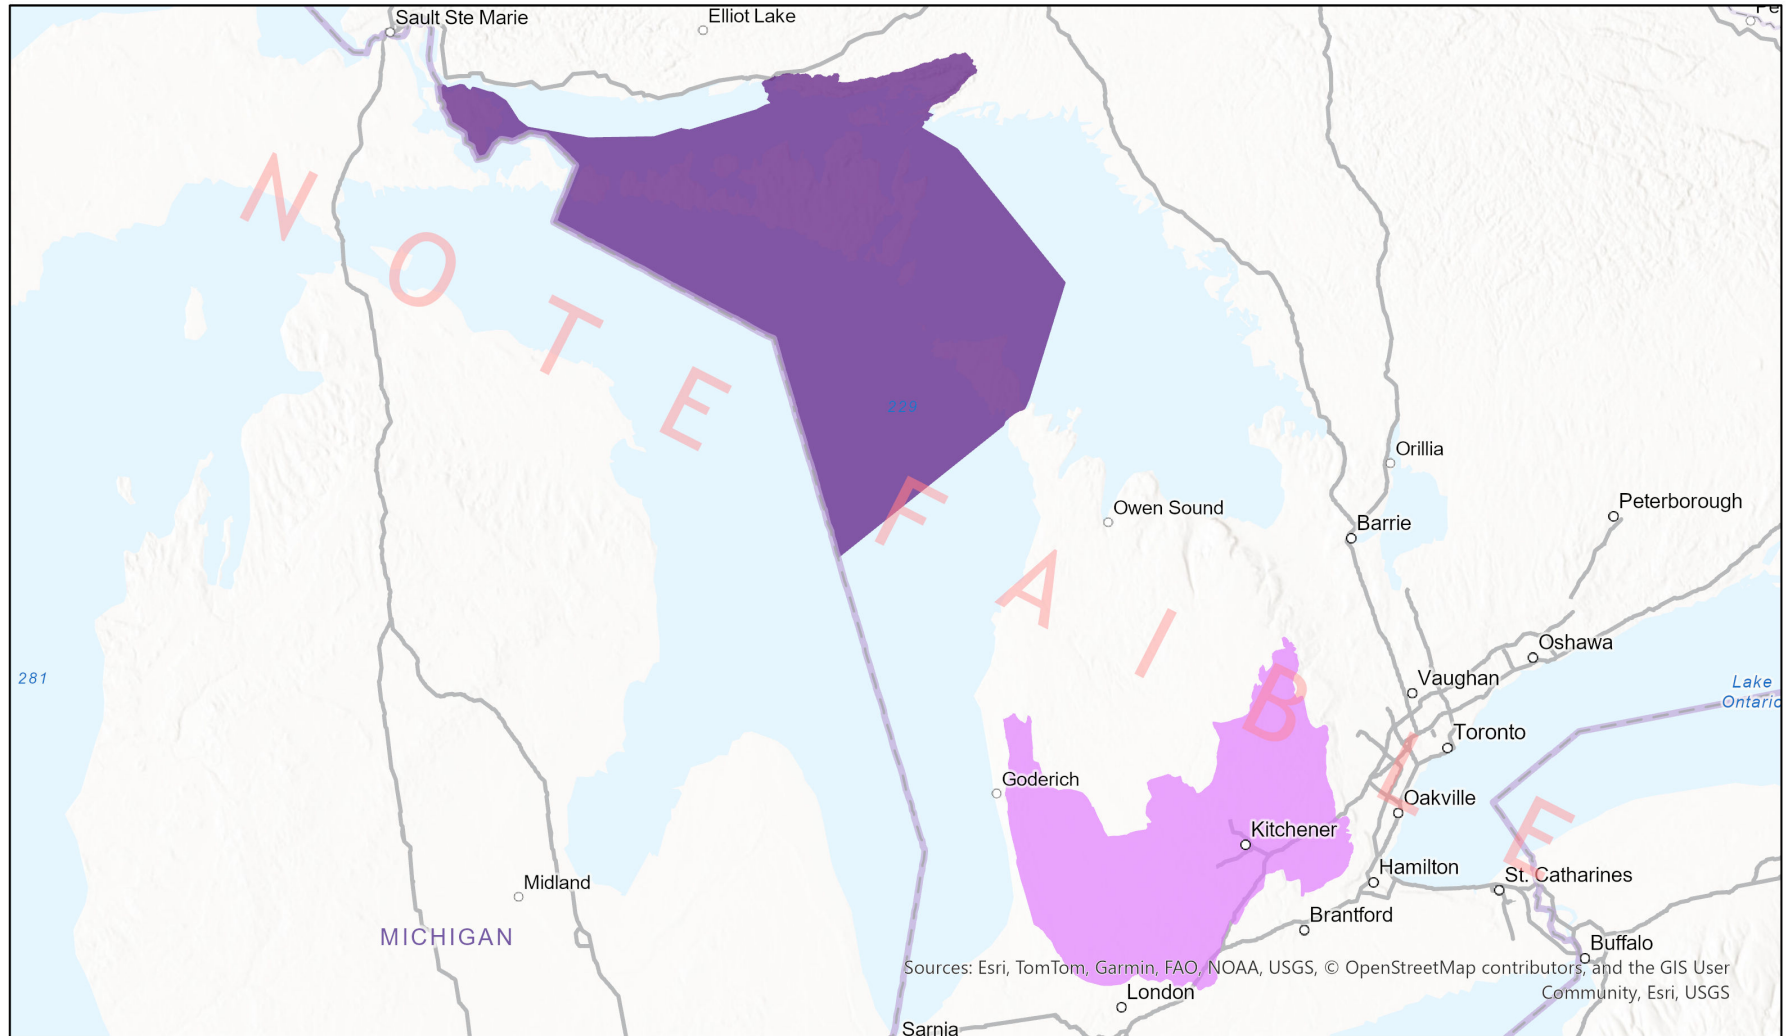 Sault Ste Marie
Elliot Lake
NOTE FAIBLE
239
Orillia
Peterborough
Owen Sound
Barrie
Oshawa
281
Vaughan
Lake
Ontario
Toronto
Goderich
Oakville
Kitchener
Hamilton
St. Catharines
Midland
Brantford
MICHIGAN
Buffalo
Sources: Esri, TomTom, Garmin, FAO, NOAA, USGS, © OpenStreetMap contributors, and the GIS User
Community, Esri, USGS
London
Sarnia